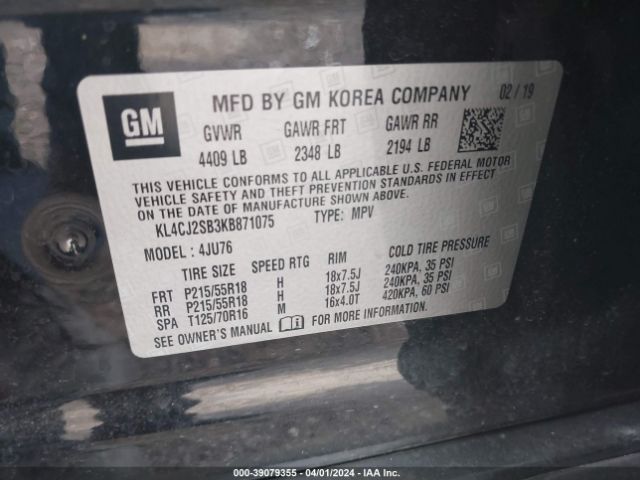 GM
MFD BY GM KOREA COMPANY 02 / 19
GVWR GAWR FRT GAWR RR
4409 LB 2348 LB 2194 LB
THIS VEHICLE CONFORMS TO ALL APPLICABLE U.S. FEDERAL MOTOR
VEHICLE SAFETY AND THEFT PREVENTION STANDARDS IN EFFECT
ON THE DATE OF MANUFACTURE SHOWN ABOVE.
KL4CJ2SB3KB871075 TYPE: MPV
MODEL : 4JU76
TIRE SIZE SPEED RTG RIM COLD TIRE PRESSURE
FRT P215/55R18 H 18x7.5J 240KPA, 35 PSI
RR P215/55R18 H 18x7.5J 240KPA, 35 PSI
SPA T125/70R16 M 16x4.0T 420KPA, 60 PSI
SEE OWNER'S MANUAL FOR MORE INFORMATION.
000-39079355 - 04/01/2024 - IAA Inc.